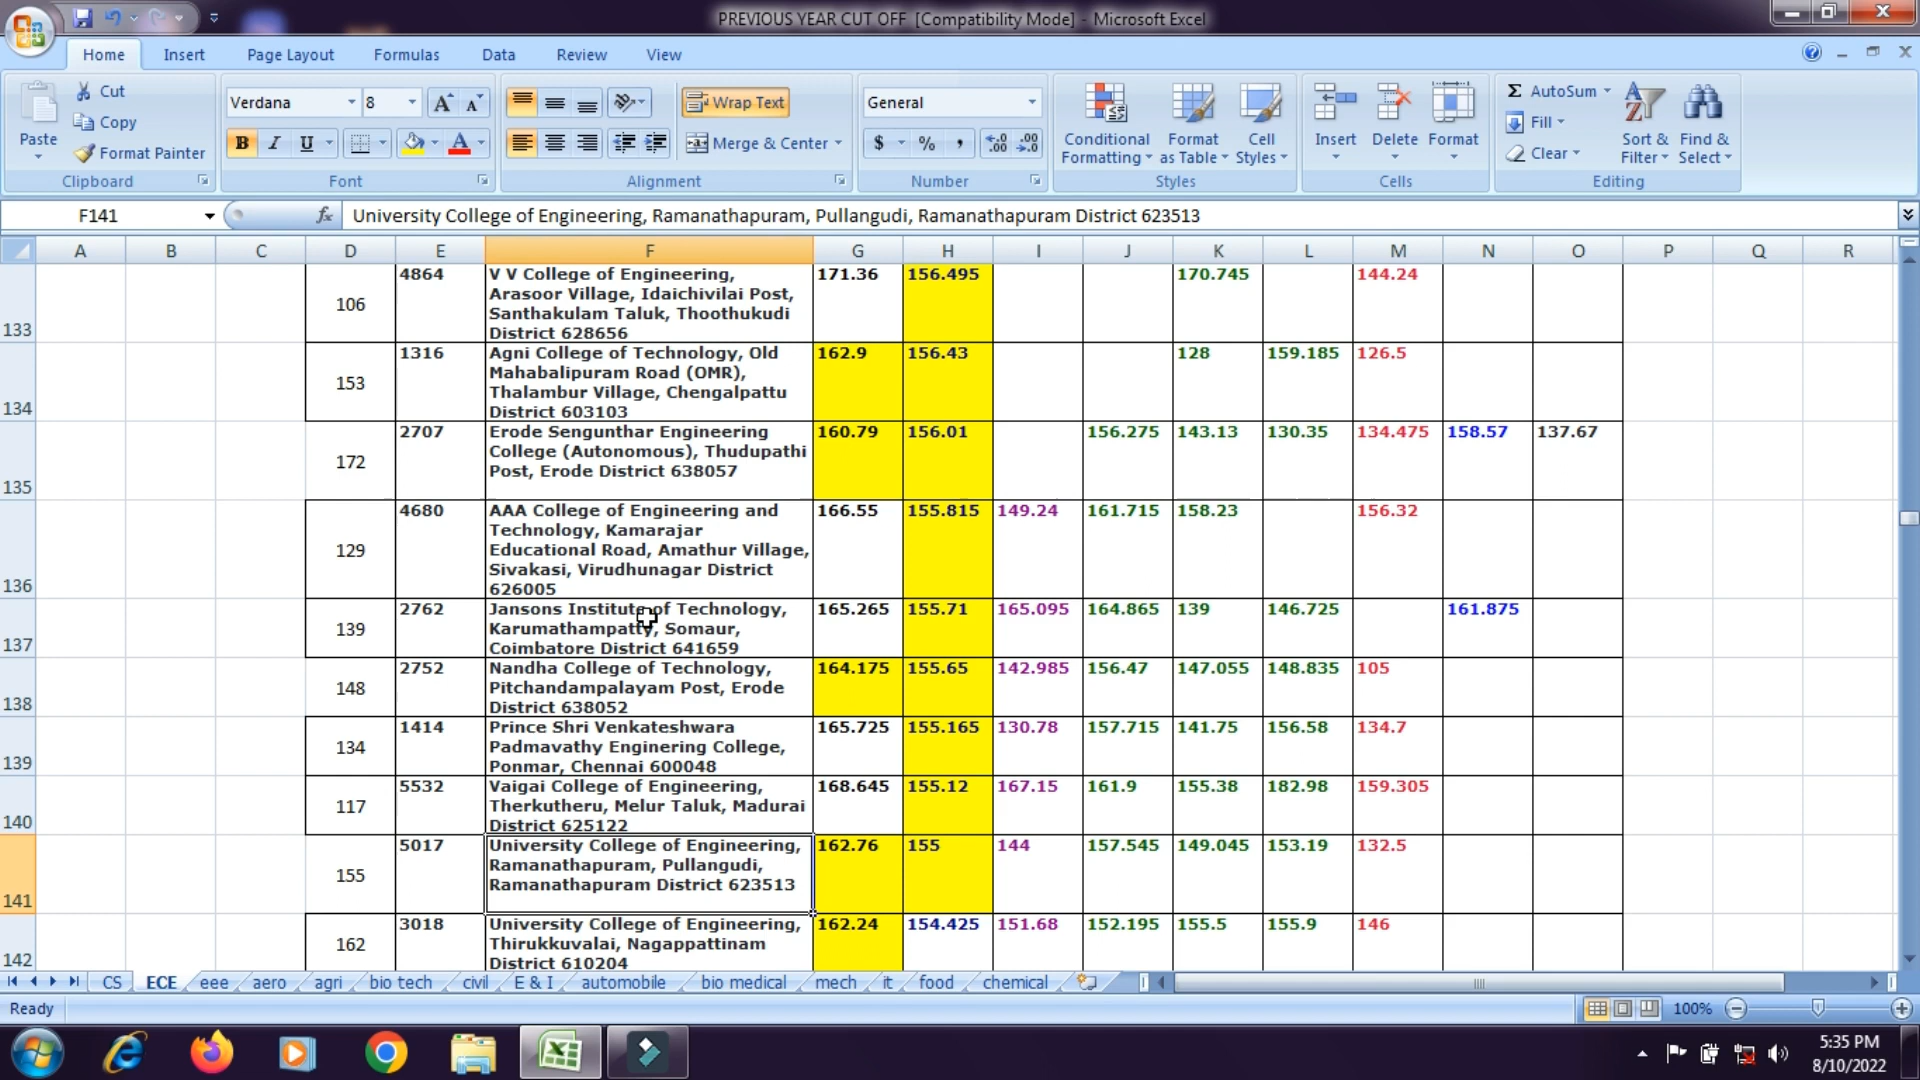 PREVIOUS YEAR CUT OFF [Compatibility Mode] - Microsoft Excel
Home Insert Page Layout Formulas Data Review View
Paste
Cut
Copy
Format Painter
Clipboard
Verdana 8
B I U
Font
Wrap Text
Merge & Center
Alignment
General
$ % ,
Number
Conditional Formatting
Format as Table
Cell Styles
Styles
Insert Delete Format
Cells
Σ AutoSum
Fill
Clear
Sort & Filter
Find & Select
Editing
F141 fx University College of Engineering, Ramanathapuram, Pullangudi, Ramanathapuram District 623513
A B C D E F G H I J K L M N O P Q R
133 106 4864 V V College of Engineering, 171.36 156.495 170.745 144.24
Arasoor Village, Idaichivilai Post,
Santhakulam Taluk, Thoothukudi
District 628656
134 153 1316 Agni College of Technology, Old 162.9 156.43 128 159.185 126.5
Mahabalipuram Road (OMR),
Thalambur Village, Chengalpattu
District 603103
135 172 2707 Erode Sengunthar Engineering 160.79 156.01 156.275 143.13 130.35 134.475 158.57 137.67
College (Autonomous), Thudupathi
Post, Erode District 638057
136 129 4680 AAA College of Engineering and 166.55 155.815 149.24 161.715 158.23 156.32
Technology, Kamarajar
Educational Road, Amathur Village,
Sivakasi, Virudhunagar District
626005
137 139 2762 Jansons Institute of Technology, 165.265 155.71 165.095 164.865 139 146.725 161.875
Karumathampatty, Somaur,
Coimbatore District 641659
138 148 2752 Nandha College of Technology, 164.175 155.65 142.985 156.47 147.055 148.835 105
Pitchandampalayam Post, Erode
District 638052
139 134 1414 Prince Shri Venkateshwara 165.725 155.165 130.78 157.715 141.75 156.58 134.7
Padmavathy Enginering College,
Ponmar, Chennai 600048
140 117 5532 Vaigai College of Engineering, 168.645 155.12 167.15 161.9 155.38 182.98 159.305
Therkutheru, Melur Taluk, Madurai
District 625122
141 155 5017 University College of Engineering, 162.76 155 144 157.545 149.045 153.19 132.5
Ramanathapuram, Pullangudi,
Ramanathapuram District 623513
142 162 3018 University College of Engineering, 162.24 154.425 151.68 152.195 155.5 155.9 146
Thirukkuvalai, Nagappattinam
District 610204
CS ECE eee aero agri bio tech civil E & I automobile bio medical mech it food chemical
Ready 100%
5:35 PM
8/10/2022